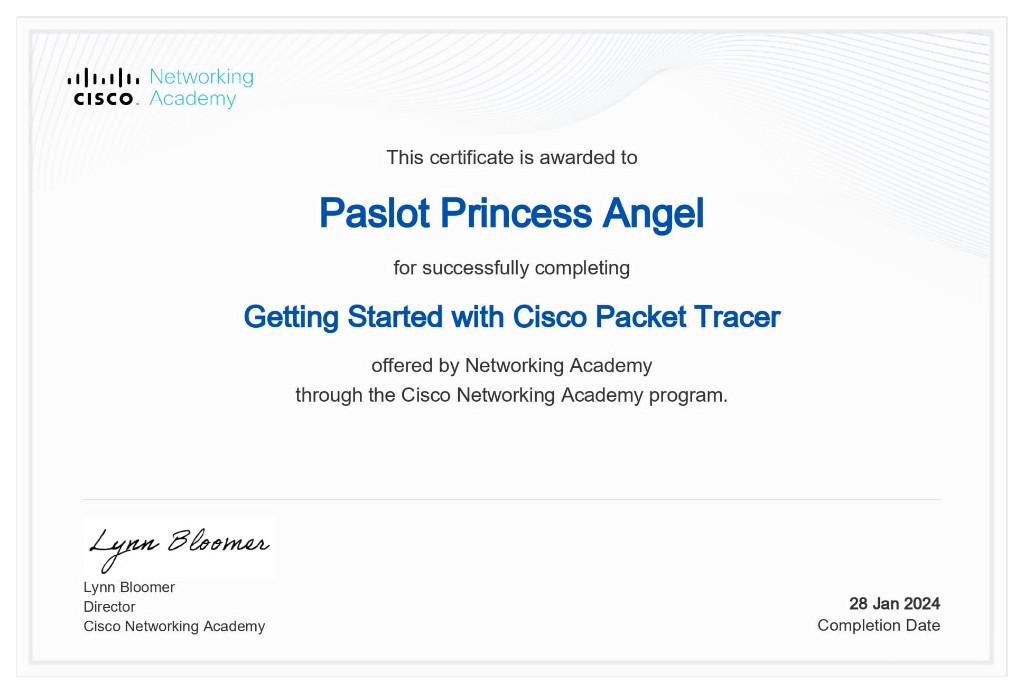 Networking
CISCO Academy
This certificate is awarded to
Paslot Princess Angel
for successfully completing
Getting Started with Cisco Packet Tracer
offered by Networking Academy
through the Cisco Networking Academy program.
Lynn Bloomer
Lynn Bloomer
Director
Cisco Networking Academy
28 Jan 2024
Completion Date